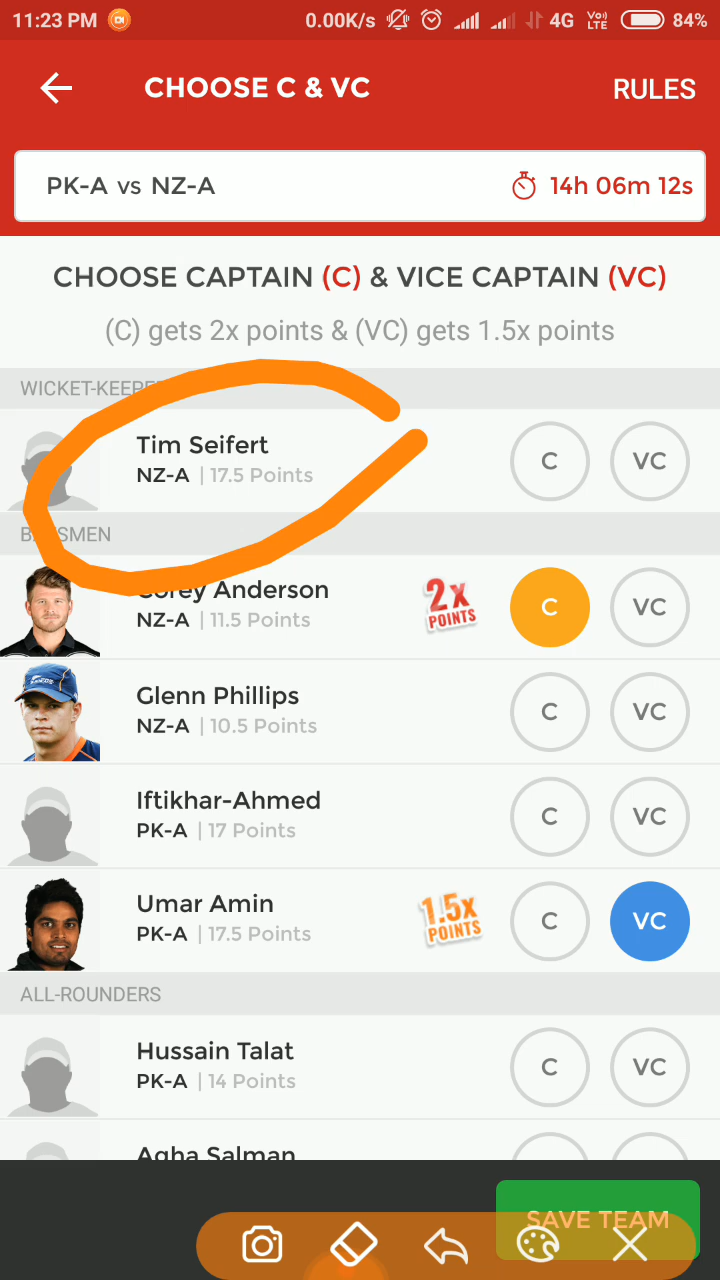 11:23 PM 0.00K/s 4G VoLTE 84%
CHOOSE C & VC RULES
PK-A vs NZ-A 14h 06m 12s
CHOOSE CAPTAIN (C) & VICE CAPTAIN (VC)
(C) gets 2x points & (VC) gets 1.5x points
WICKET-KEEPER
Tim Seifert
NZ-A | 17.5 Points C VC
BATSMEN
Corey Anderson
NZ-A | 11.5 Points 2X POINTS C VC
Glenn Phillips
NZ-A | 10.5 Points C VC
Iftikhar-Ahmed
PK-A | 17 Points C VC
Umar Amin
PK-A | 17.5 Points 1.5X POINTS C VC
ALL-ROUNDERS
Hussain Talat
PK-A | 14 Points C VC
Agha Salman
SAVE TEAM